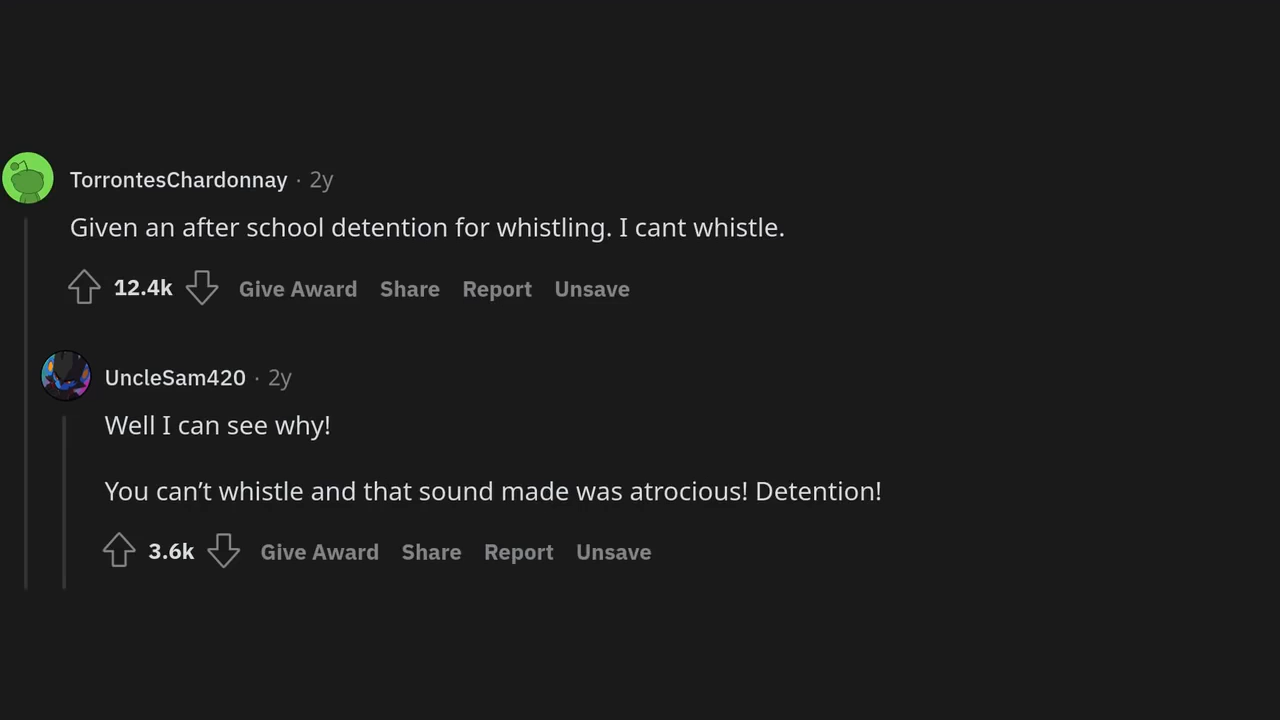 TorrontesChardonnay · 2y
Given an after school detention for whistling. I cant whistle.
12.4k Give Award Share Report Unsave
UncleSam420 · 2y
Well I can see why!
You can’t whistle and that sound made was atrocious! Detention!
3.6k Give Award Share Report Unsave